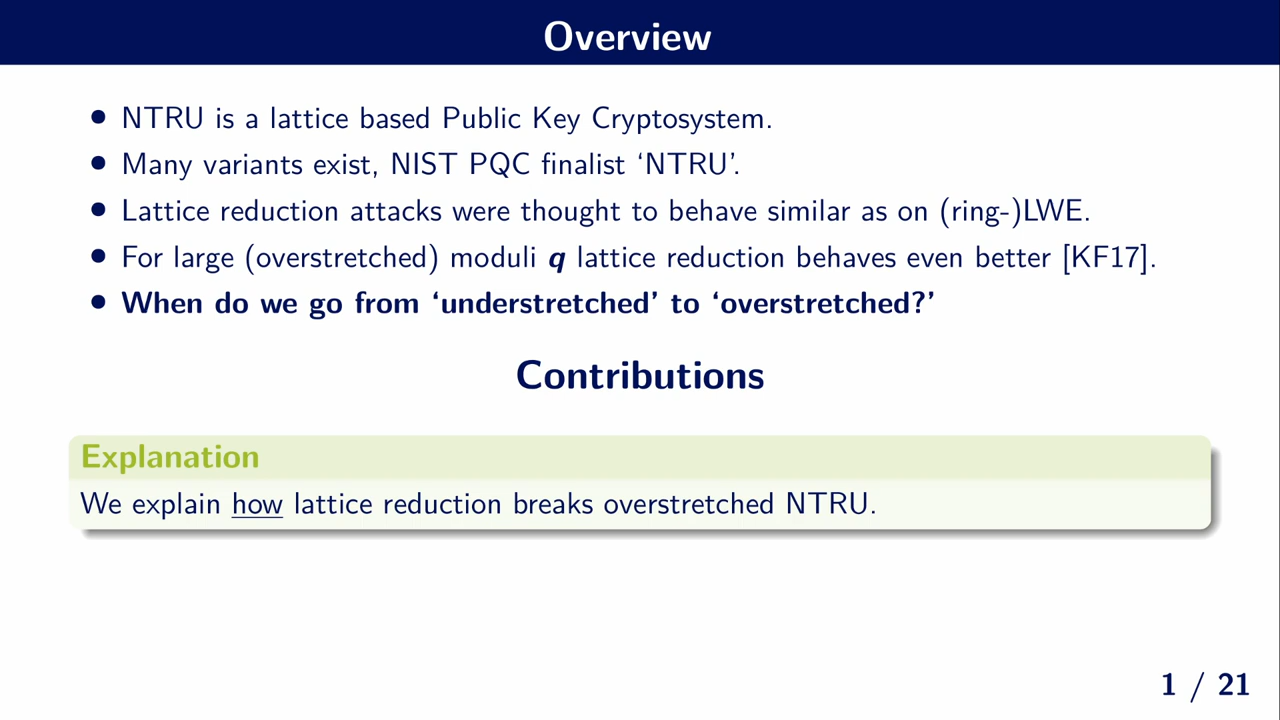 Overview
• NTRU is a lattice based Public Key Cryptosystem.
• Many variants exist, NIST PQC finalist ‘NTRU’.
• Lattice reduction attacks were thought to behave similar as on (ring-)LWE.
• For large (overstretched) moduli q lattice reduction behaves even better [KF17].
• When do we go from ‘understretched’ to ‘overstretched?’
Contributions
Explanation
We explain how lattice reduction breaks overstretched NTRU.
1 / 21